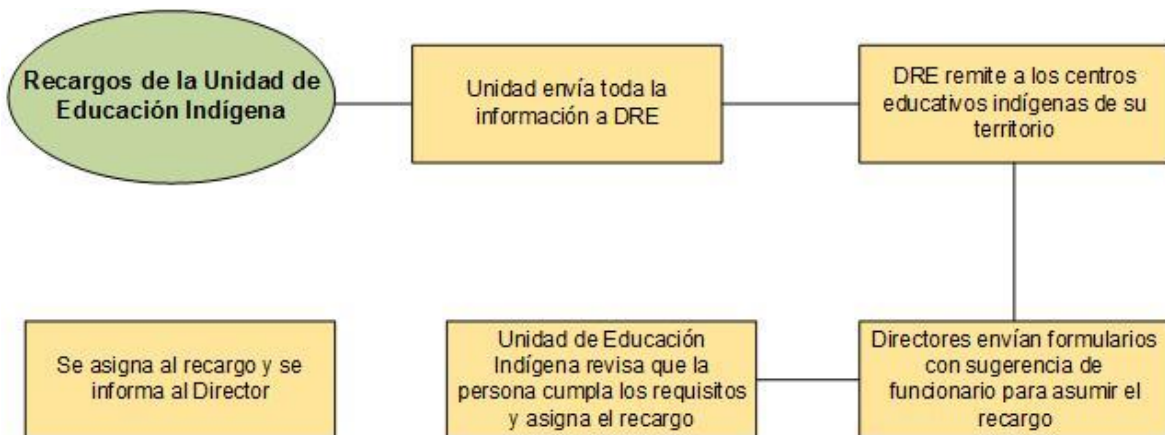 Recargos de la Unidad de
Educación Indígena
Unidad envía toda la
información a DRE
DRE remite a los centros
educativos indígenas de su
territorio
Directores envían formularios
con sugerencia de
funcionario para asumir el
recargo
Unidad de Educación
Indígena revisa que la
persona cumpla los requisitos
y asigna el recargo
Se asigna al recargo y se
informa al Director